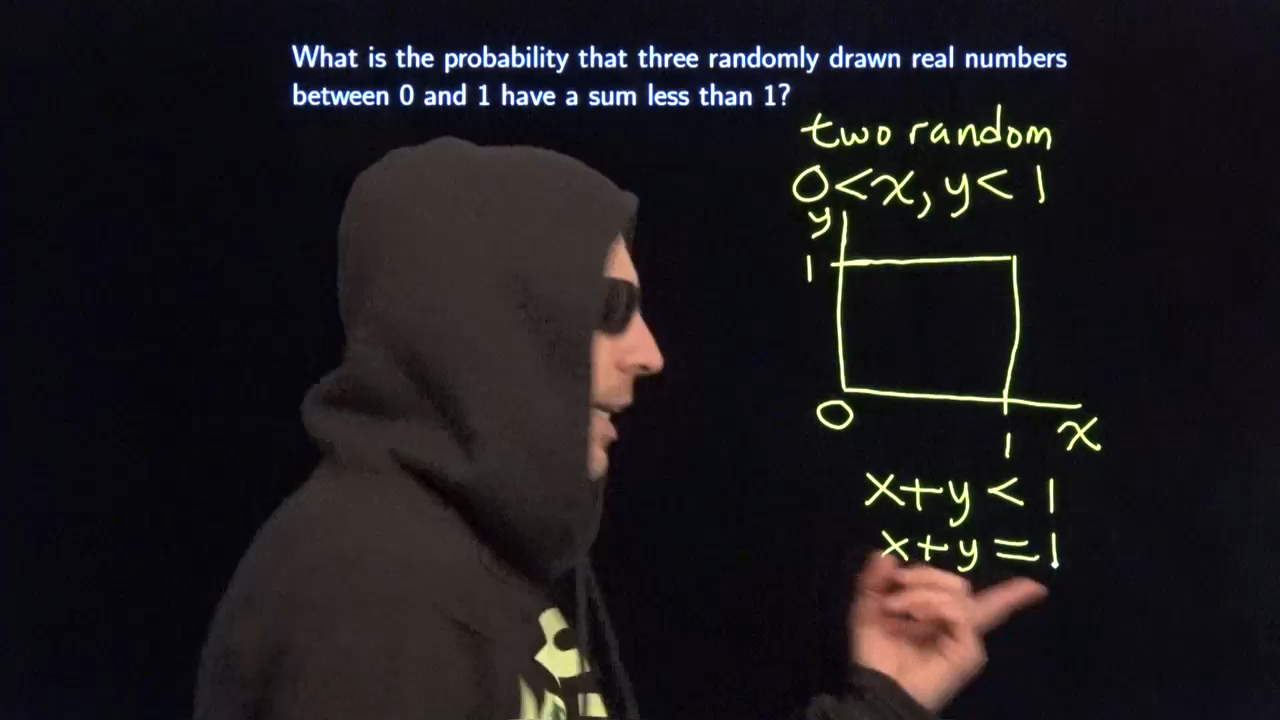 What is the probability that three randomly drawn real numbers
between 0 and 1 have a sum less than 1?
two random
0<x, y< 1
y
1
0
1
x
x+y < 1
x+y = 1